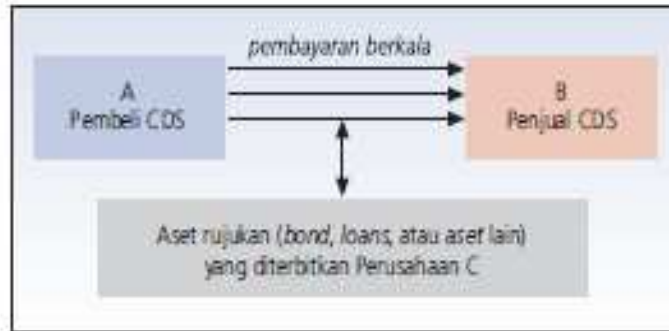 pembayaran berkala
A
Pembeli CDS
B
Penjual CDS
Aset rujukan (bond, loans, atau aset lain)
yang diterbitkan Perusahaan C